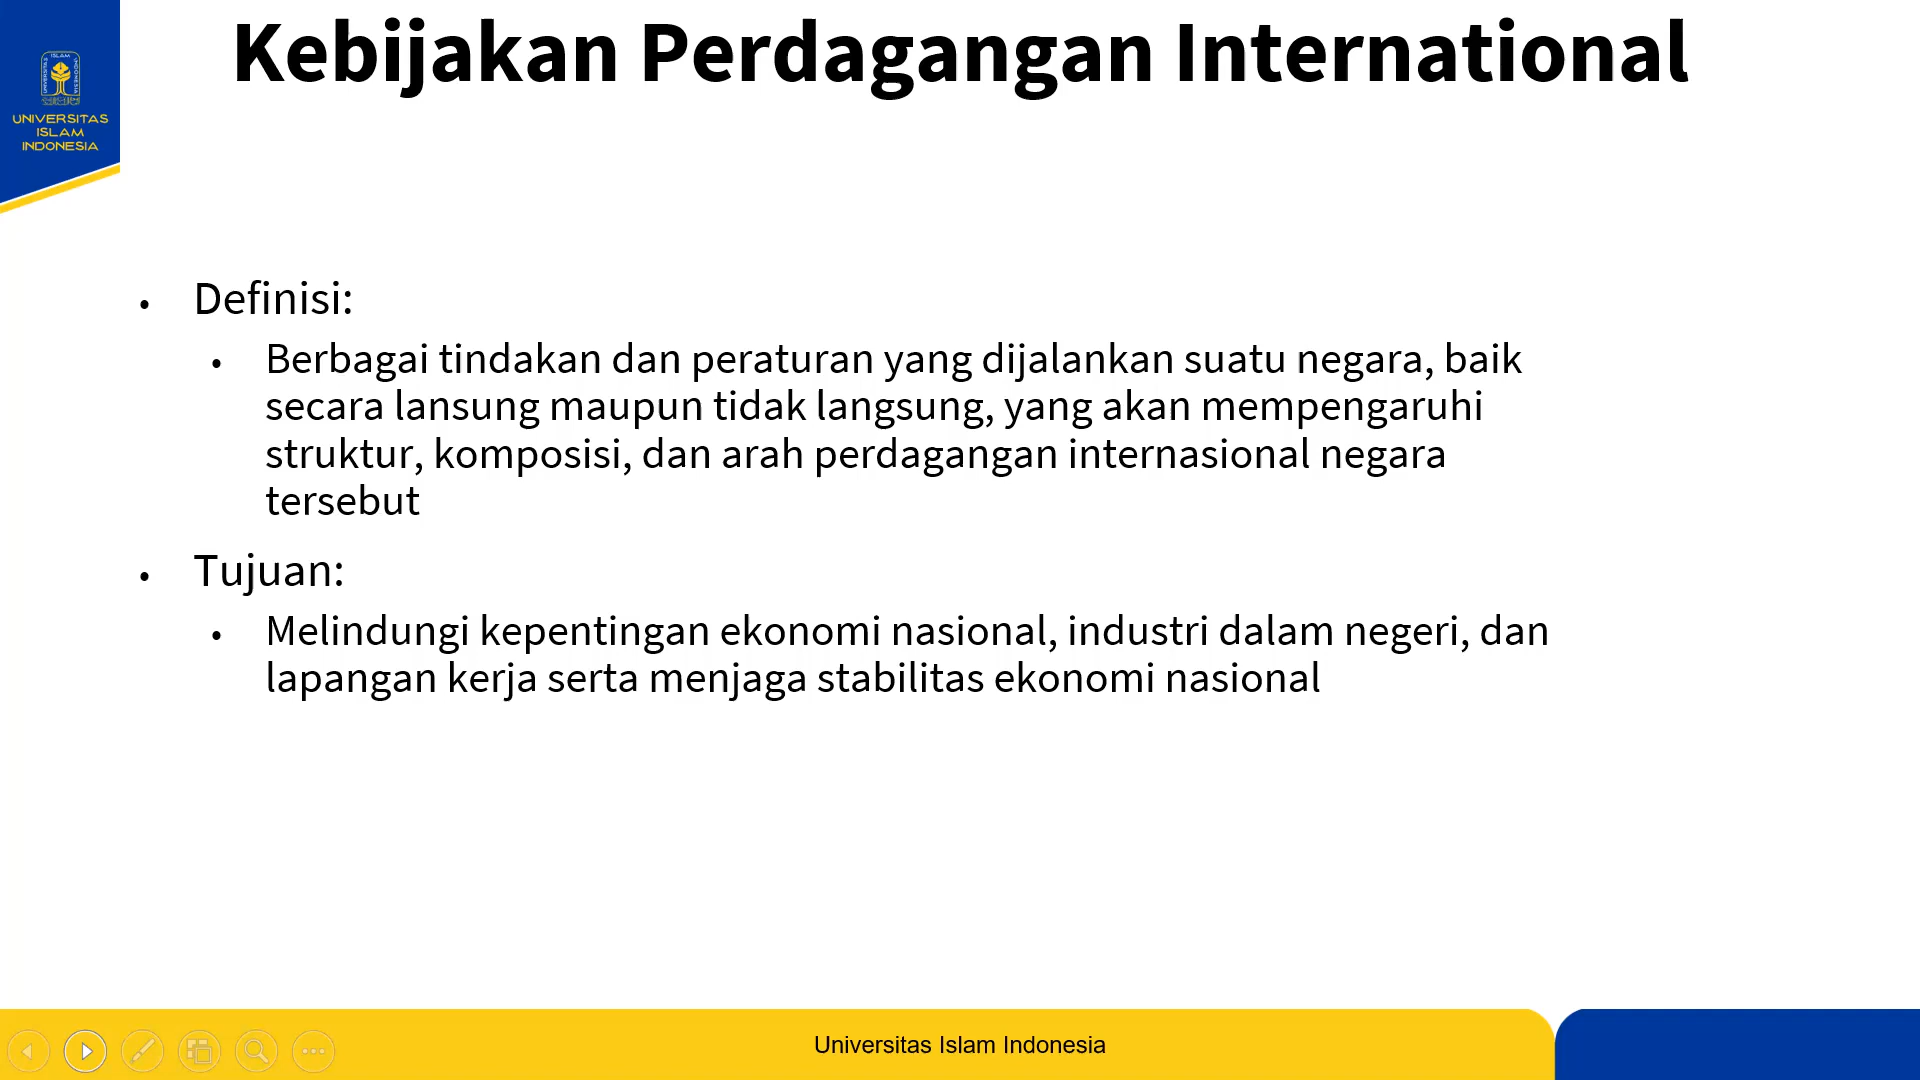 Kebijakan Perdagangan International
UNIVERSITAS
ISLAM
INDONESIA
• Definisi:
• Berbagai tindakan dan peraturan yang dijalankan suatu negara, baik
secara lansung maupun tidak langsung, yang akan mempengaruhi
struktur, komposisi, dan arah perdagangan internasional negara
tersebut
• Tujuan:
• Melindungi kepentingan ekonomi nasional, industri dalam negeri, dan
lapangan kerja serta menjaga stabilitas ekonomi nasional
Universitas Islam Indonesia